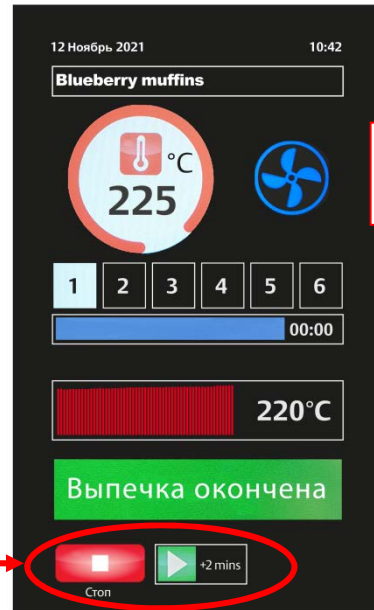 12 Ноябрь 2021 10:42
Blueberry muffins
°C
225
1 2 3 4 5 6
00:00
220°C
Выпечка окончена
+2 mins
Стоп